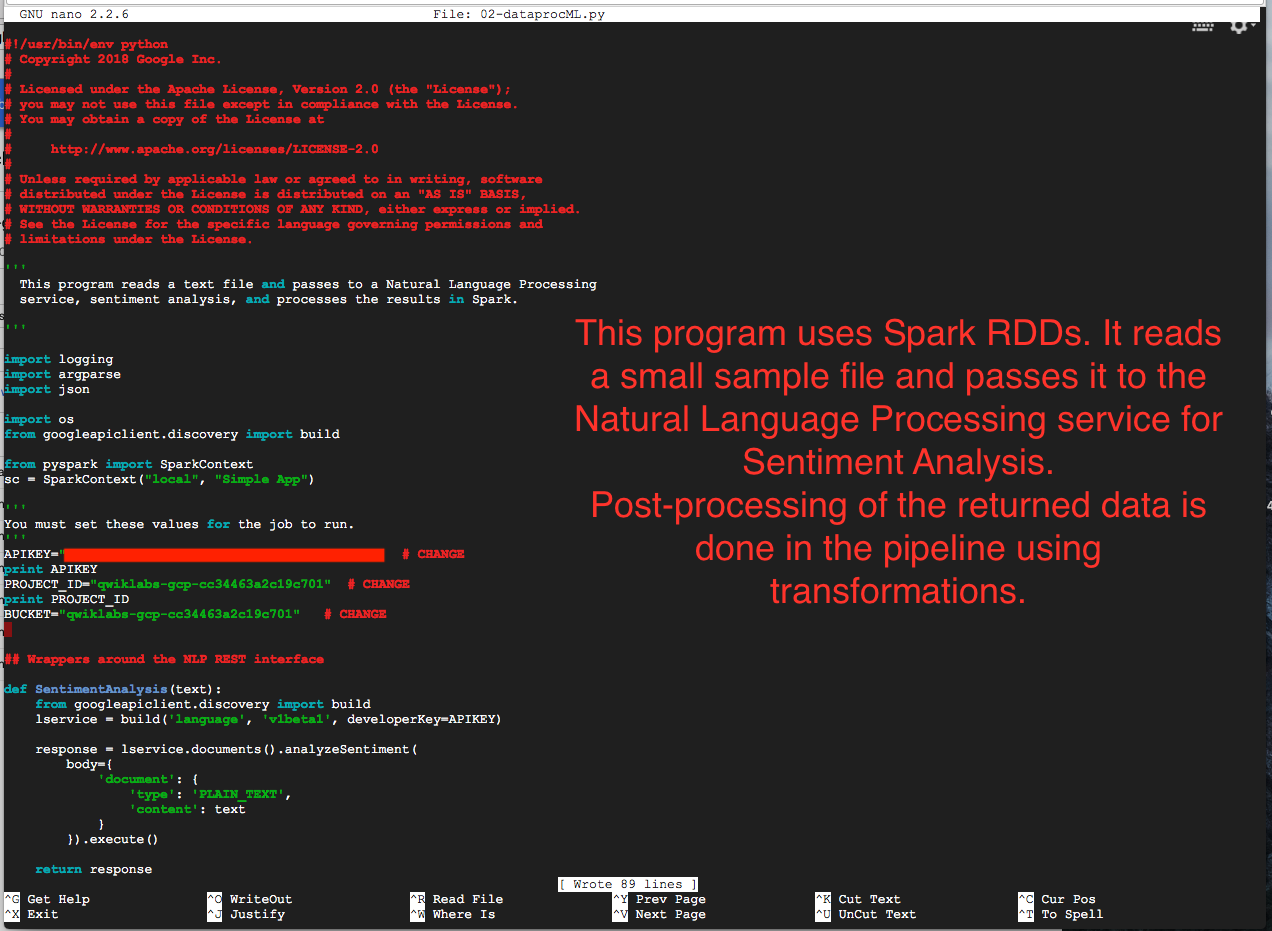 GNU nano 2.2.6 File: 02-dataprocML.py
#!/usr/bin/env python
# Copyright 2018 Google Inc.
#
# Licensed under the Apache License, Version 2.0 (the "License");
# you may not use this file except in compliance with the License.
# You may obtain a copy of the License at
#
#     http://www.apache.org/licenses/LICENSE-2.0
#
# Unless required by applicable law or agreed to in writing, software
# distributed under the License is distributed on an "AS IS" BASIS,
# WITHOUT WARRANTIES OR CONDITIONS OF ANY KIND, either express or implied.
# See the License for the specific language governing permissions and
# limitations under the License.
'''
  This program reads a text file and passes to a Natural Language Processing
  service, sentiment analysis, and processes the results in Spark.
'''
import logging
import argparse
import json
import os
from googleapiclient.discovery import build
from pyspark import SparkContext
sc = SparkContext("local", "Simple App")
'''
You must set these values for the job to run.
'''
APIKEY="   # CHANGE
print APIKEY
PROJECT_ID="qwiklabs-gcp-cc34463a2c19c701"  # CHANGE
print PROJECT_ID
BUCKET="qwiklabs-gcp-cc34463a2c19c701"   # CHANGE
## Wrappers around the NLP REST interface
def SentimentAnalysis(text):
    from googleapiclient.discovery import build
    lservice = build('language', 'v1beta1', developerKey=APIKEY)
    response = lservice.documents().analyzeSentiment(
        body={
            'document': {
                'type': 'PLAIN_TEXT',
                'content': text
            }
        }).execute()
    return response
This program uses Spark RDDs. It reads
a small sample file and passes it to the
Natural Language Processing service for
Sentiment Analysis.
Post-processing of the returned data is
done in the pipeline using
transformations.
[ Wrote 89 lines ]
^G Get Help ^O WriteOut ^R Read File ^Y Prev Page ^K Cut Text ^C Cur Pos
^X Exit ^J Justify ^W Where Is ^V Next Page ^U UnCut Text ^T To Spell